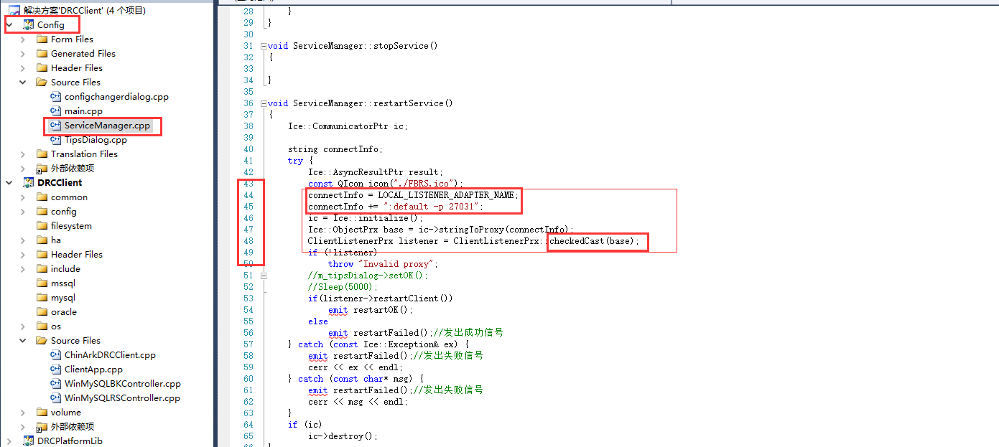 解决方案'DRCClient' (4 个项目)
Config
Form Files
Generated Files
Header Files
Source Files
configchangerdialog.cpp
main.cpp
ServiceManager.cpp
TipsDialog.cpp
Translation Files
外部依赖项
DRCClient
common
config
filesystem
ha
Header Files
include
mssql
mysql
oracle
os
Source Files
ChinArkDRCClient.cpp
ClientApp.cpp
WinMySQLBKController.cpp
WinMySQLRSController.cpp
volume
外部依赖项
DRCPlatformLib
28 }
29 }
30
31 void ServiceManager::stopService()
32 {
33
34 }
35
36 void ServiceManager::restartService()
37 {
38 Ice::CommunicatorPtr ic;
39
40 string connectInfo;
41 try {
42 Ice::AsyncResultPtr result;
43 const QIcon icon("./FBRS.ico");
44 connectInfo = LOCAL_LISTENER_ADAPTER_NAME;
45 connectInfo += ":default -p 27031";
46 ic = Ice::initialize();
47 Ice::ObjectPrx base = ic->stringToProxy(connectInfo);
48 ClientListenerPrx listener = ClientListenerPrx::checkedCast(base);
49 if (!listener)
50 throw "Invalid proxy";
51 //m_tipsDialog->setOK();
52 //Sleep(5000);
53 if(listener->restartClient())
54 emit restartOK();
55 else
56 emit restartFailed();//发出成功信号
57 } catch (const Ice::Exception& ex) {
58 emit restartFailed();//发出失败信号
59 cerr << ex << endl;
60 } catch (const char* msg) {
61 emit restartFailed();//发出失败信号
62 cerr << msg << endl;
63 }
64 if (ic)
65 ic->destroy();
66 }